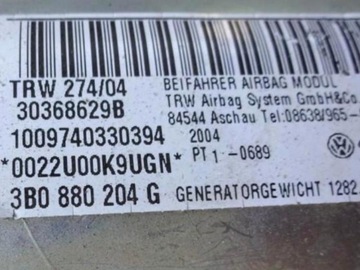 TRW 274/04 BEIFAHRER AIRBAG MODUL
30368629B TRW Airbag System GmbH&Co.
84544 Aschau Tel:08638/965-
1009740330394 2004
*0022U00K9UGN* PT 1 -0689
3B0 880 204 G GENERATORGEWICHT 1282